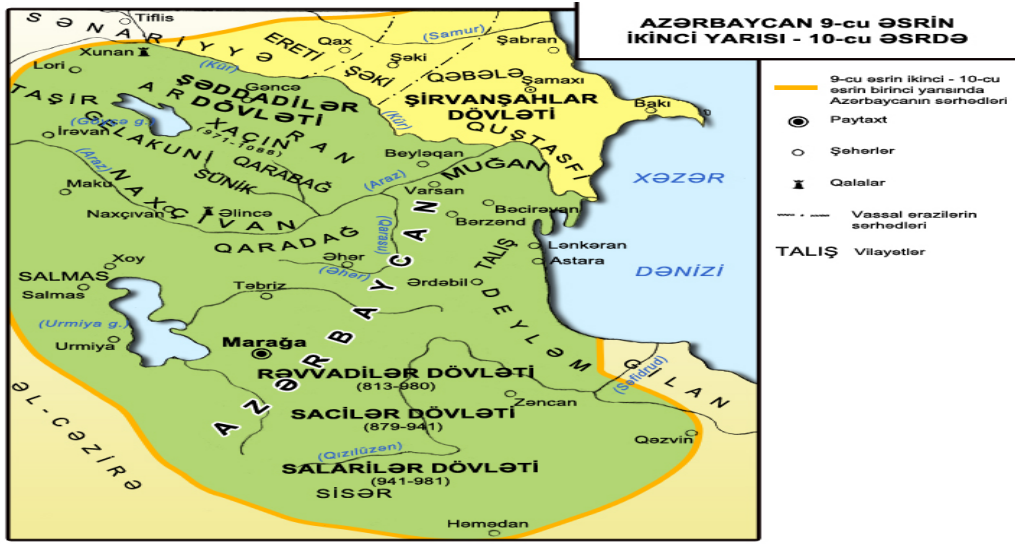 AZƏRBAYCAN 9-cu ƏSRİN
İKİNCİ YARISI - 10-cu ƏSRDƏ
9-cu əsrin ikinci - 10-cu
əsrin birinci yarısında
Azərbaycanın sərhədləri
Paytaxt
Şəhərlər
Qalalar
Vassal ərazilərin
sərhədləri
TALIŞ Vilayətlər
Tiflis
SƏNARİYYƏ
Xunan
Lori
ERETİ
Qax
(Samur)
Şabran
ŞƏKİ
Şəki
QƏBƏLƏ
Şamaxı
(Kür)
Gəncə
ŞƏDDADİLƏR
DÖVLƏTİ
(971-1088)
ARRAN
ŞİRVANŞAHLAR
DÖVLƏTİ
Bakı
QUŞTASFİ
(Kür)
TAŞİR
(Göyçə g.)
İrəvan
GƏLAKUNİ
XAÇIN
QARABAĞ
SÜNİK
Beyləqan
MUĞAN
(Araz)
Varsan
(Araz)
Maku
NAXÇIVAN
Naxçıvan
Əlincə
Bəcirəvan
Bərzənd
XƏZƏR
DƏNİZİ
QARADAĞ
(Qarasu)
Əhər
(Əhər)
TALIŞ
Lənkəran
Astara
Xoy
SALMAS
Salmas
Təbriz
Ərdəbil
DEYLƏM
(Urmiya g.)
Urmiya
Marağa
AZƏRBAYCAN
RƏVVADİLƏR DÖVLƏTİ
(813-980)
GİLAN
(Səfidrud)
Zəncan
SACİLƏR DÖVLƏTİ
(879-941)
Qəzvin
(Qızılüzən)
SALARİLƏR DÖVLƏTİ
(941-981)
SİSƏR
ƏL-CƏZİRƏ
Həmədan